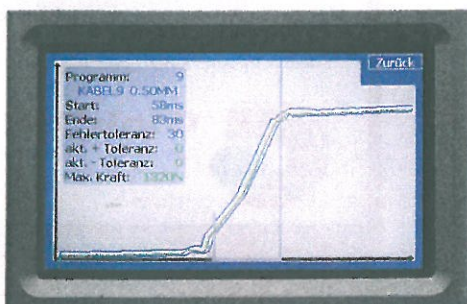 Zurück
Programm: 9
KABEL9 0.50MM
Start: 58ms
Ende: 83ms
Fehlertoleranz: 30
akt. + Toleranz: 0
akt. - Toleranz: 0
Max. Kraft: 1320N